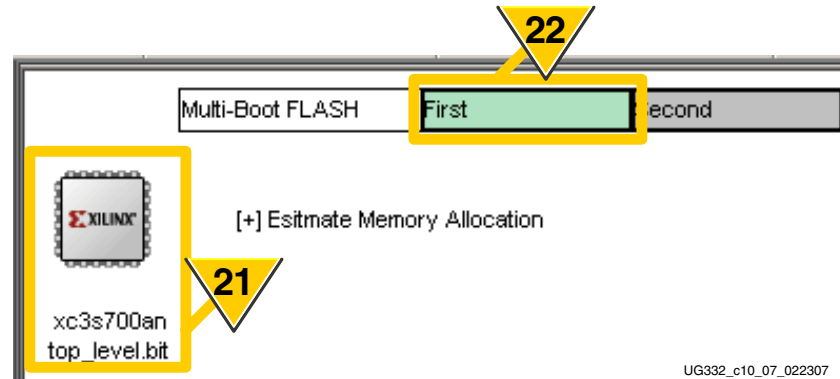 22
Multi-Boot FLASH First Second
XILINX
[+] Esitmate Memory Allocation
21
xc3s700an
top_level.bit
UG332_c10_07_022307